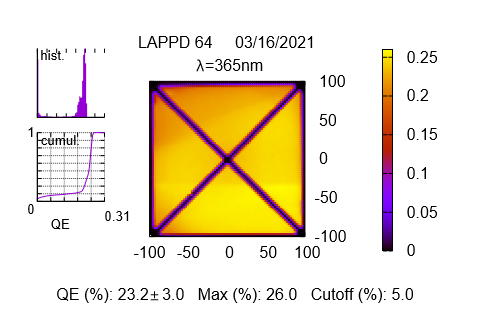 LAPPD 64 03/16/2021
λ=365nm
hist.
cumul.
1
0
0.31
QE
100
50
0
-50
-100
-100 -50 0 50 100
0.25
0.2
0.15
0.1
0.05
0
QE (%): 23.2± 3.0 Max (%): 26.0 Cutoff (%): 5.0